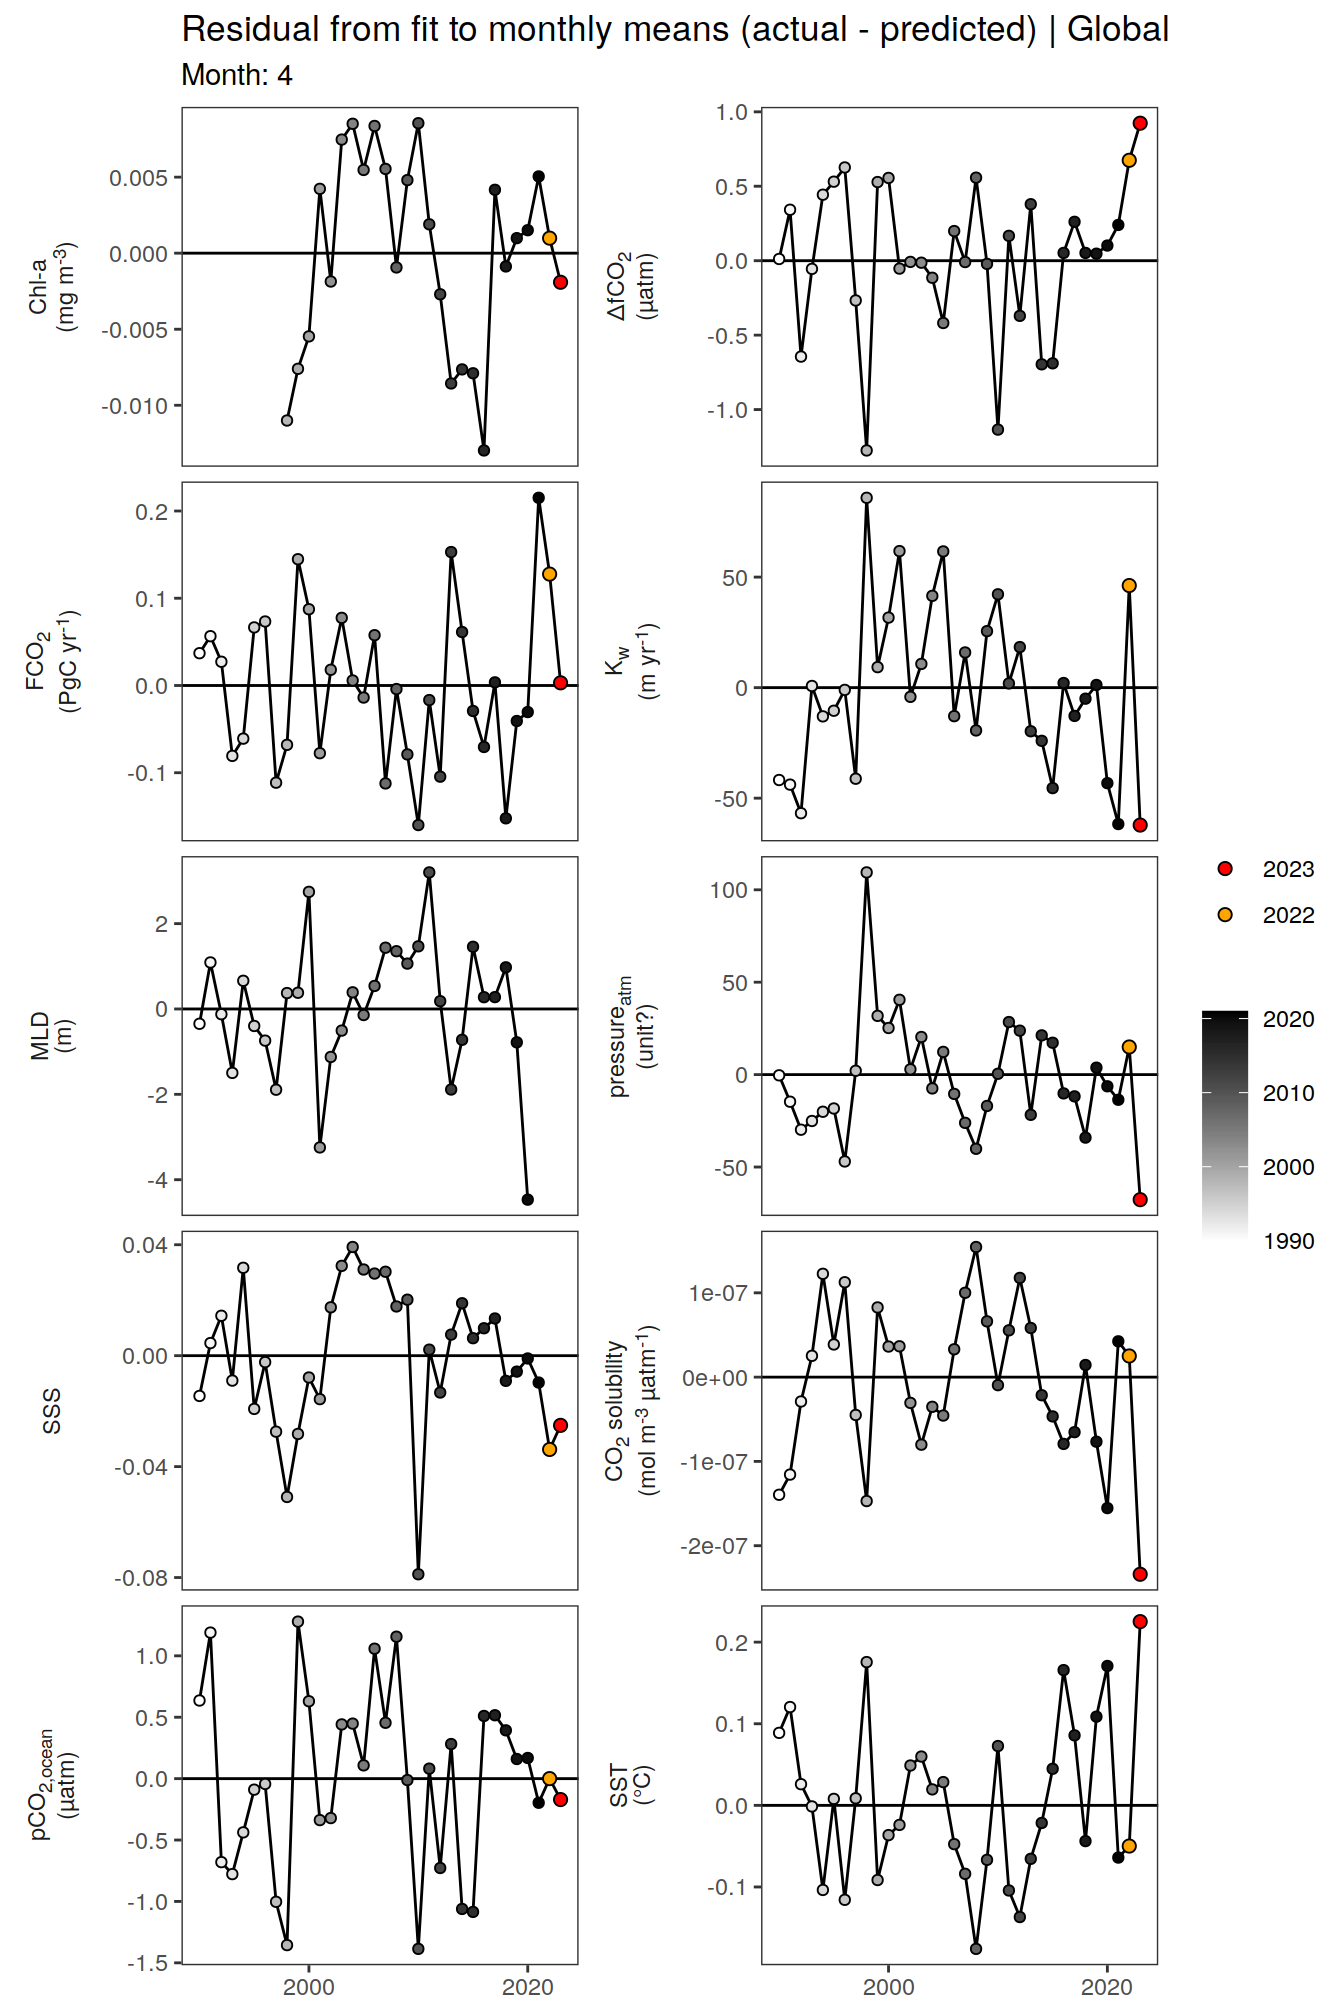 Residual from fit to monthly means (actual - predicted) | Global
Month: 4
Chl-a
(mg m-3)
0.005
0.000
-0.005
-0.010
ΔfCO2
(µatm)
1.0
0.5
0.0
-0.5
-1.0
FCO2
(PgC yr-1)
0.2
0.1
0.0
-0.1
Kw
(m yr-1)
50
0
-50
MLD
(m)
2
0
-2
-4
pressureatm
(unit?)
100
50
0
-50
SSS
0.04
0.00
-0.04
-0.08
CO2 solubility
(mol m-3 µatm-1)
1e-07
0e+00
-1e-07
-2e-07
pCO2,ocean
(µatm)
1.0
0.5
0.0
-0.5
-1.0
-1.5
2000
2020
SST
(°C)
0.2
0.1
0.0
-0.1
2000
2020
2023
2022
2020
2010
2000
1990